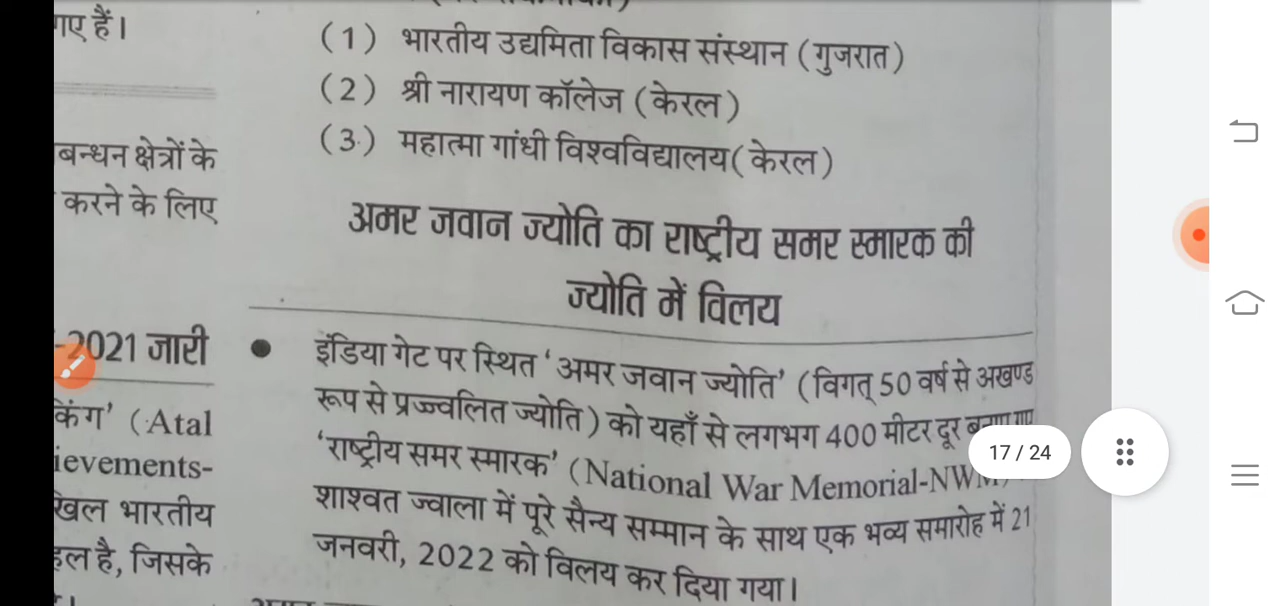 गए हैं।
बन्धन क्षेत्रों के
करने के लिए
-2021 जारी
किंग' (Atal
ievements-
खिल भारतीय
हल है, जिसके
(1) भारतीय उद्यमिता विकास संस्थान (गुजरात)
(2) श्री नारायण कॉलेज (केरल)
(3) महात्मा गांधी विश्वविद्यालय (केरल)
अमर जवान ज्योति का राष्ट्रीय समर स्मारक की
ज्योति में विलय
● इंडिया गेट पर स्थित 'अमर जवान ज्योति' (विगत् 50 वर्ष से अखण्ड
रूप से प्रज्ज्वलित ज्योति) को यहाँ से लगभग 400 मीटर दूर
'राष्ट्रीय समर स्मारक' (National War Memorial-NWM)
शाश्वत ज्वाला में पूरे सैन्य सम्मान के साथ एक भव्य समारोह में 21
जनवरी, 2022 को विलय कर दिया गया।
17 / 24